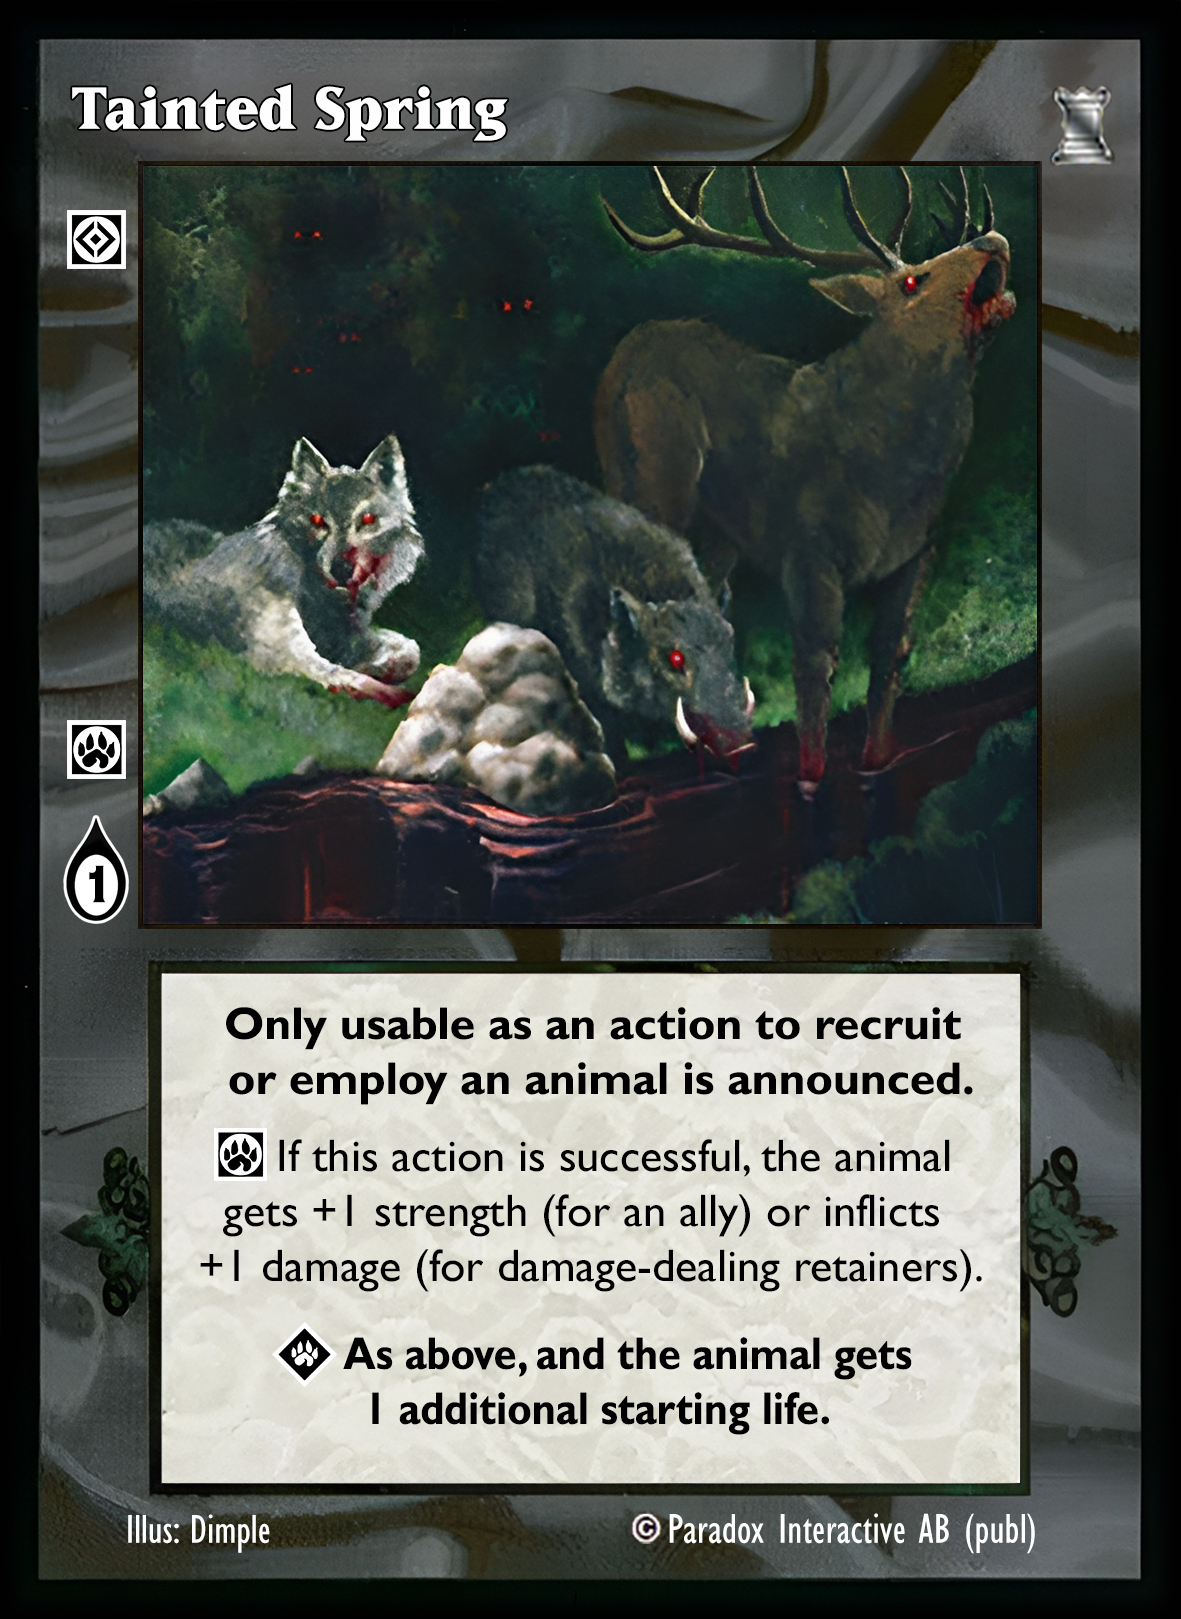 Tainted Spring
1
Only usable as an action to recruit
or employ an animal is announced.
If this action is successful, the animal
gets +1 strength (for an ally) or inflicts
+1 damage (for damage-dealing retainers).
As above, and the animal gets
1 additional starting life.
Illus: Dimple
© Paradox Interactive AB (publ)